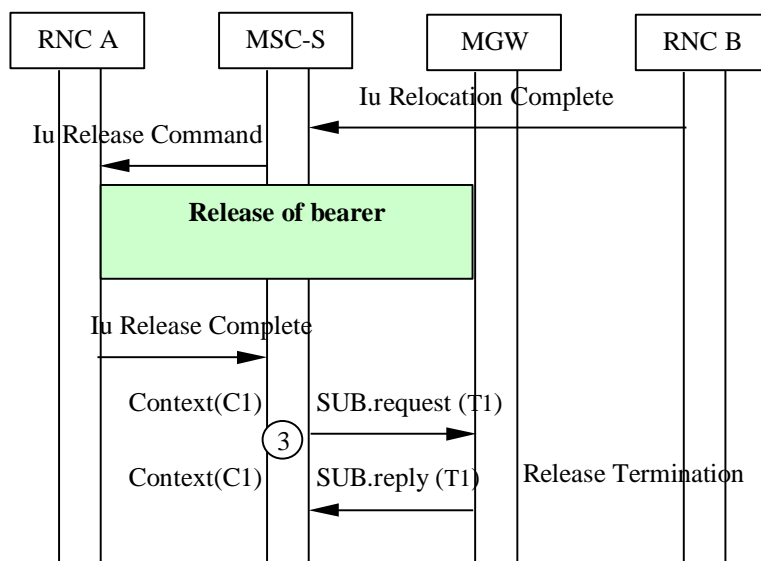 RNC A MSC-S MGW RNC B
Iu Relocation Complete
Iu Release Command
Release of bearer
Iu Release Complete
Context(C1) SUB.request (T1)
3
Context(C1) SUB.reply (T1) Release Termination